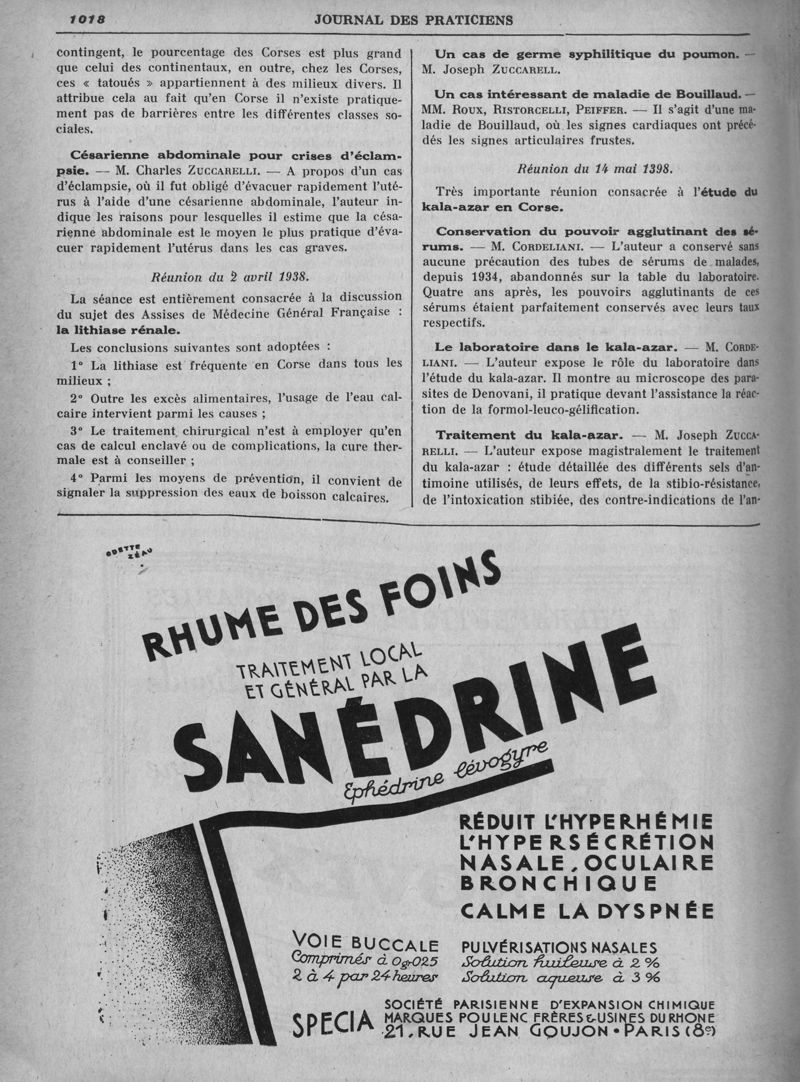 1018
JOURNAL DES PRATICIENS
contingent, le pourcentage des Corses est plus grand
que celui des continentaux, en outre, chez les Corses,
ces « tatoués » appartiennent à des milieux divers. Il
attribue cela au fait qu'en Corse il n'existe pratique-
ment pas de barrières entre les différentes classes so-
ciales.
Césarienne abdominale pour crises d'éclam-
psie. — M. Charles ZUCCARELLI. — A propos d'un cas
d'éclampsie, où il fut obligé d'évacuer rapidement l'uté-
rus à l'aide d'une césarienne abdominale, l'auteur in-
dique les raisons pour lesquelles il estime que la césa-
rienne abdominale est le moyen le plus pratique d'éva-
cuer rapidement l'utérus dans les cas graves.
Réunion du 2 avril 1938.
La séance est entièrement consacrée à la discussion
du sujet des Assises de Médecine Général Française :
la lithiase rénale.
Les conclusions suivantes sont adoptées :
1° La lithiase est fréquente en Corse dans tous les
milieux ;
2° Outre les excès alimentaires, l'usage de l'eau cal-
caire intervient parmi les causes ;
3° Le traitement chirurgical n'est à employer qu'en
cas de calcul enclavé ou de complications, la cure ther-
male est à conseiller ;
4° Parmi les moyens de prévention, il convient de
signaler la suppression des eaux de boisson calcaires.
Un cas de germe syphilitique du poumon. —
M. Joseph ZUCCARELL.
Un cas intéressant de maladie de Bouillaud. —
MM. ROUX, RISTORCELLI, PEIFFER. — Il s'agit d'une ma-
ladie de Bouillaud, où les signes cardiaques ont précé-
dés les signes articulaires frustes.
Réunion du 14 mai 1398.
Très importante réunion consacrée à l'étude du
kala-azar en Corse.
Conservation du pouvoir agglutinant des sé-
rums. — M. CORDELIANI. — L'auteur a conservé sans
aucune précaution des tubes de sérums de malades,
depuis 1934, abandonnés sur la table du laboratoire.
Quatre ans après, les pouvoirs agglutinants de ces
sérums étaient parfaitement conservés avec leurs taux
respectifs.
Le laboratoire dans le kala-azar. — M. CORDE-
LIANI. — L'auteur expose le rôle du laboratoire dans
l'étude du kala-azar. Il montre au microscope des para-
sites de Denovani, il pratique devant l'assistance la réac-
tion de la formol-leuco-gélification.
Traitement du kala-azar. — M. Joseph ZUCCA-
RELLI. — L'auteur expose magistralement le traitement
du kala-azar : étude détaillée des différents sels d'an-
timoine utilisés, de leurs effets, de la stibio-résistance,
de l'intoxication stibiée, des contre-indications de l'an-
ODETTE
ZÉAU
RHUME DES FOINS
TRAITEMENT LOCAL
ET GÉNÉRAL PAR LA
SANÉDRINE
Ephédrine lévogyre
RÉDUIT L'HYPERHÉMIE
L'HYPERSÉCRÉTION
NASALE, OCULAIRE
BRONCHIQUE
CALME LA DYSPNÉE
VOIE BUCCALE
Comprimés à 0gr025
2 à 4 par 24 heures
PULVÉRISATIONS NASALES
Solution huileuse à 2 %
Solution aqueuse à 3 %
SPECIA
SOCIÉTÉ PARISIENNE D'EXPANSION CHIMIQUE
MARQUES POULENC FRÈRES & USINES DU RHONE
21, RUE JEAN GOUJON • PARIS (8e)